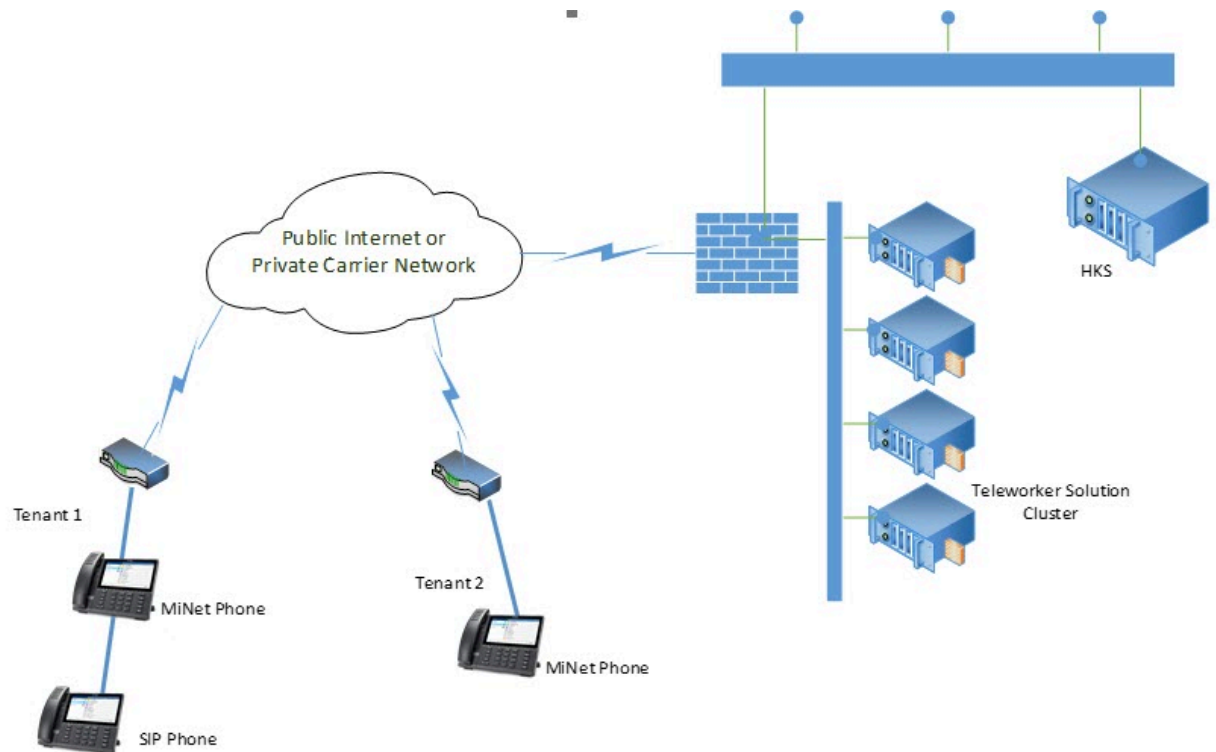 Public Internet or
Private Carrier Network
HKS
Teleworker Solution
Cluster
Tenant 1
MiNet Phone
SIP Phone
Tenant 2
MiNet Phone